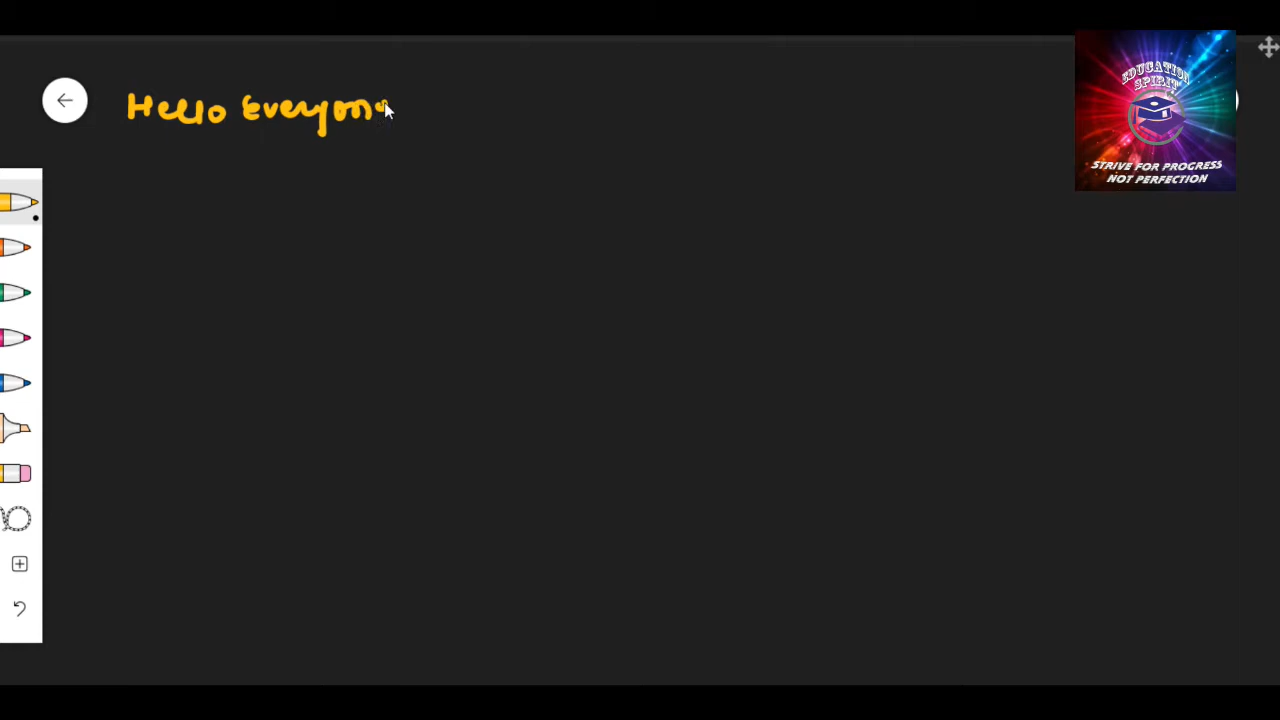 Hello Everyone
EDUCATION
SPIRIT
STRIVE FOR PROGRESS
NOT PERFECTION